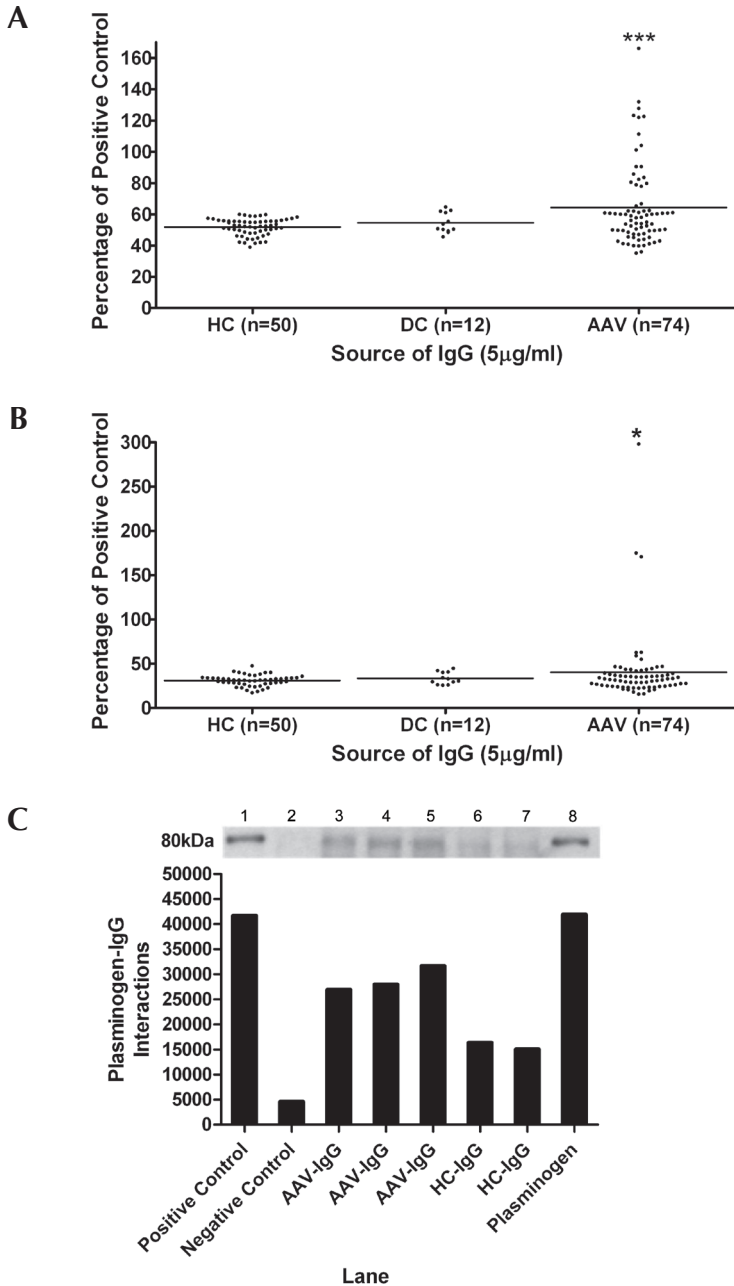 A
Percentage of Positive Control
160
140
120
100
80
60
40
20
0
***
HC (n=50)
DC (n=12)
AAV (n=74)
Source of IgG (5µg/ml)
B
Percentage of Positive Control
300
250
200
150
100
50
0
*
HC (n=50)
DC (n=12)
AAV (n=74)
Source of IgG (5µg/ml)
C
1 2 3 4 5 6 7 8
80kDa
Plasminogen-IgG
Interactions
50000
45000
40000
35000
30000
25000
20000
15000
10000
5000
0
Positive Control
Negative Control
AAV-IgG
AAV-IgG
AAV-IgG
HC-IgG
HC-IgG
Plasminogen
Lane